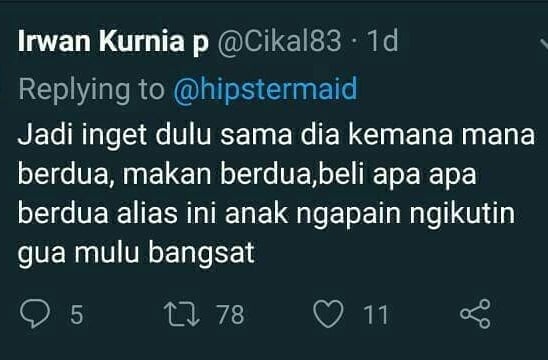 Irwan Kurnia p @Cikal83 · 1d
Replying to @hipstermaid
Jadi inget dulu sama dia kemana mana
berdua, makan berdua,beli apa apa
berdua alias ini anak ngapain ngikutin
gua mulu bangsat
5 78 11